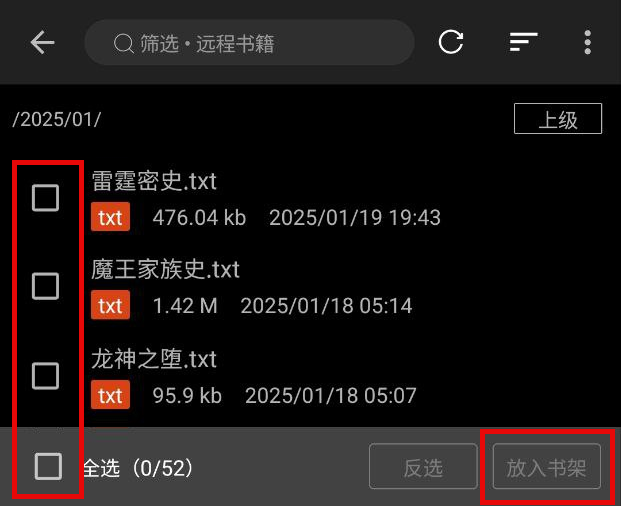 筛选 • 远程书籍
/2025/01/
上级
雷霆密史.txt
txt 476.04 kb 2025/01/19 19:43
魔王家族史.txt
txt 1.42 M 2025/01/18 05:14
龙神之堕.txt
txt 95.9 kb 2025/01/18 05:07
全选（0/52） 反选 放入书架